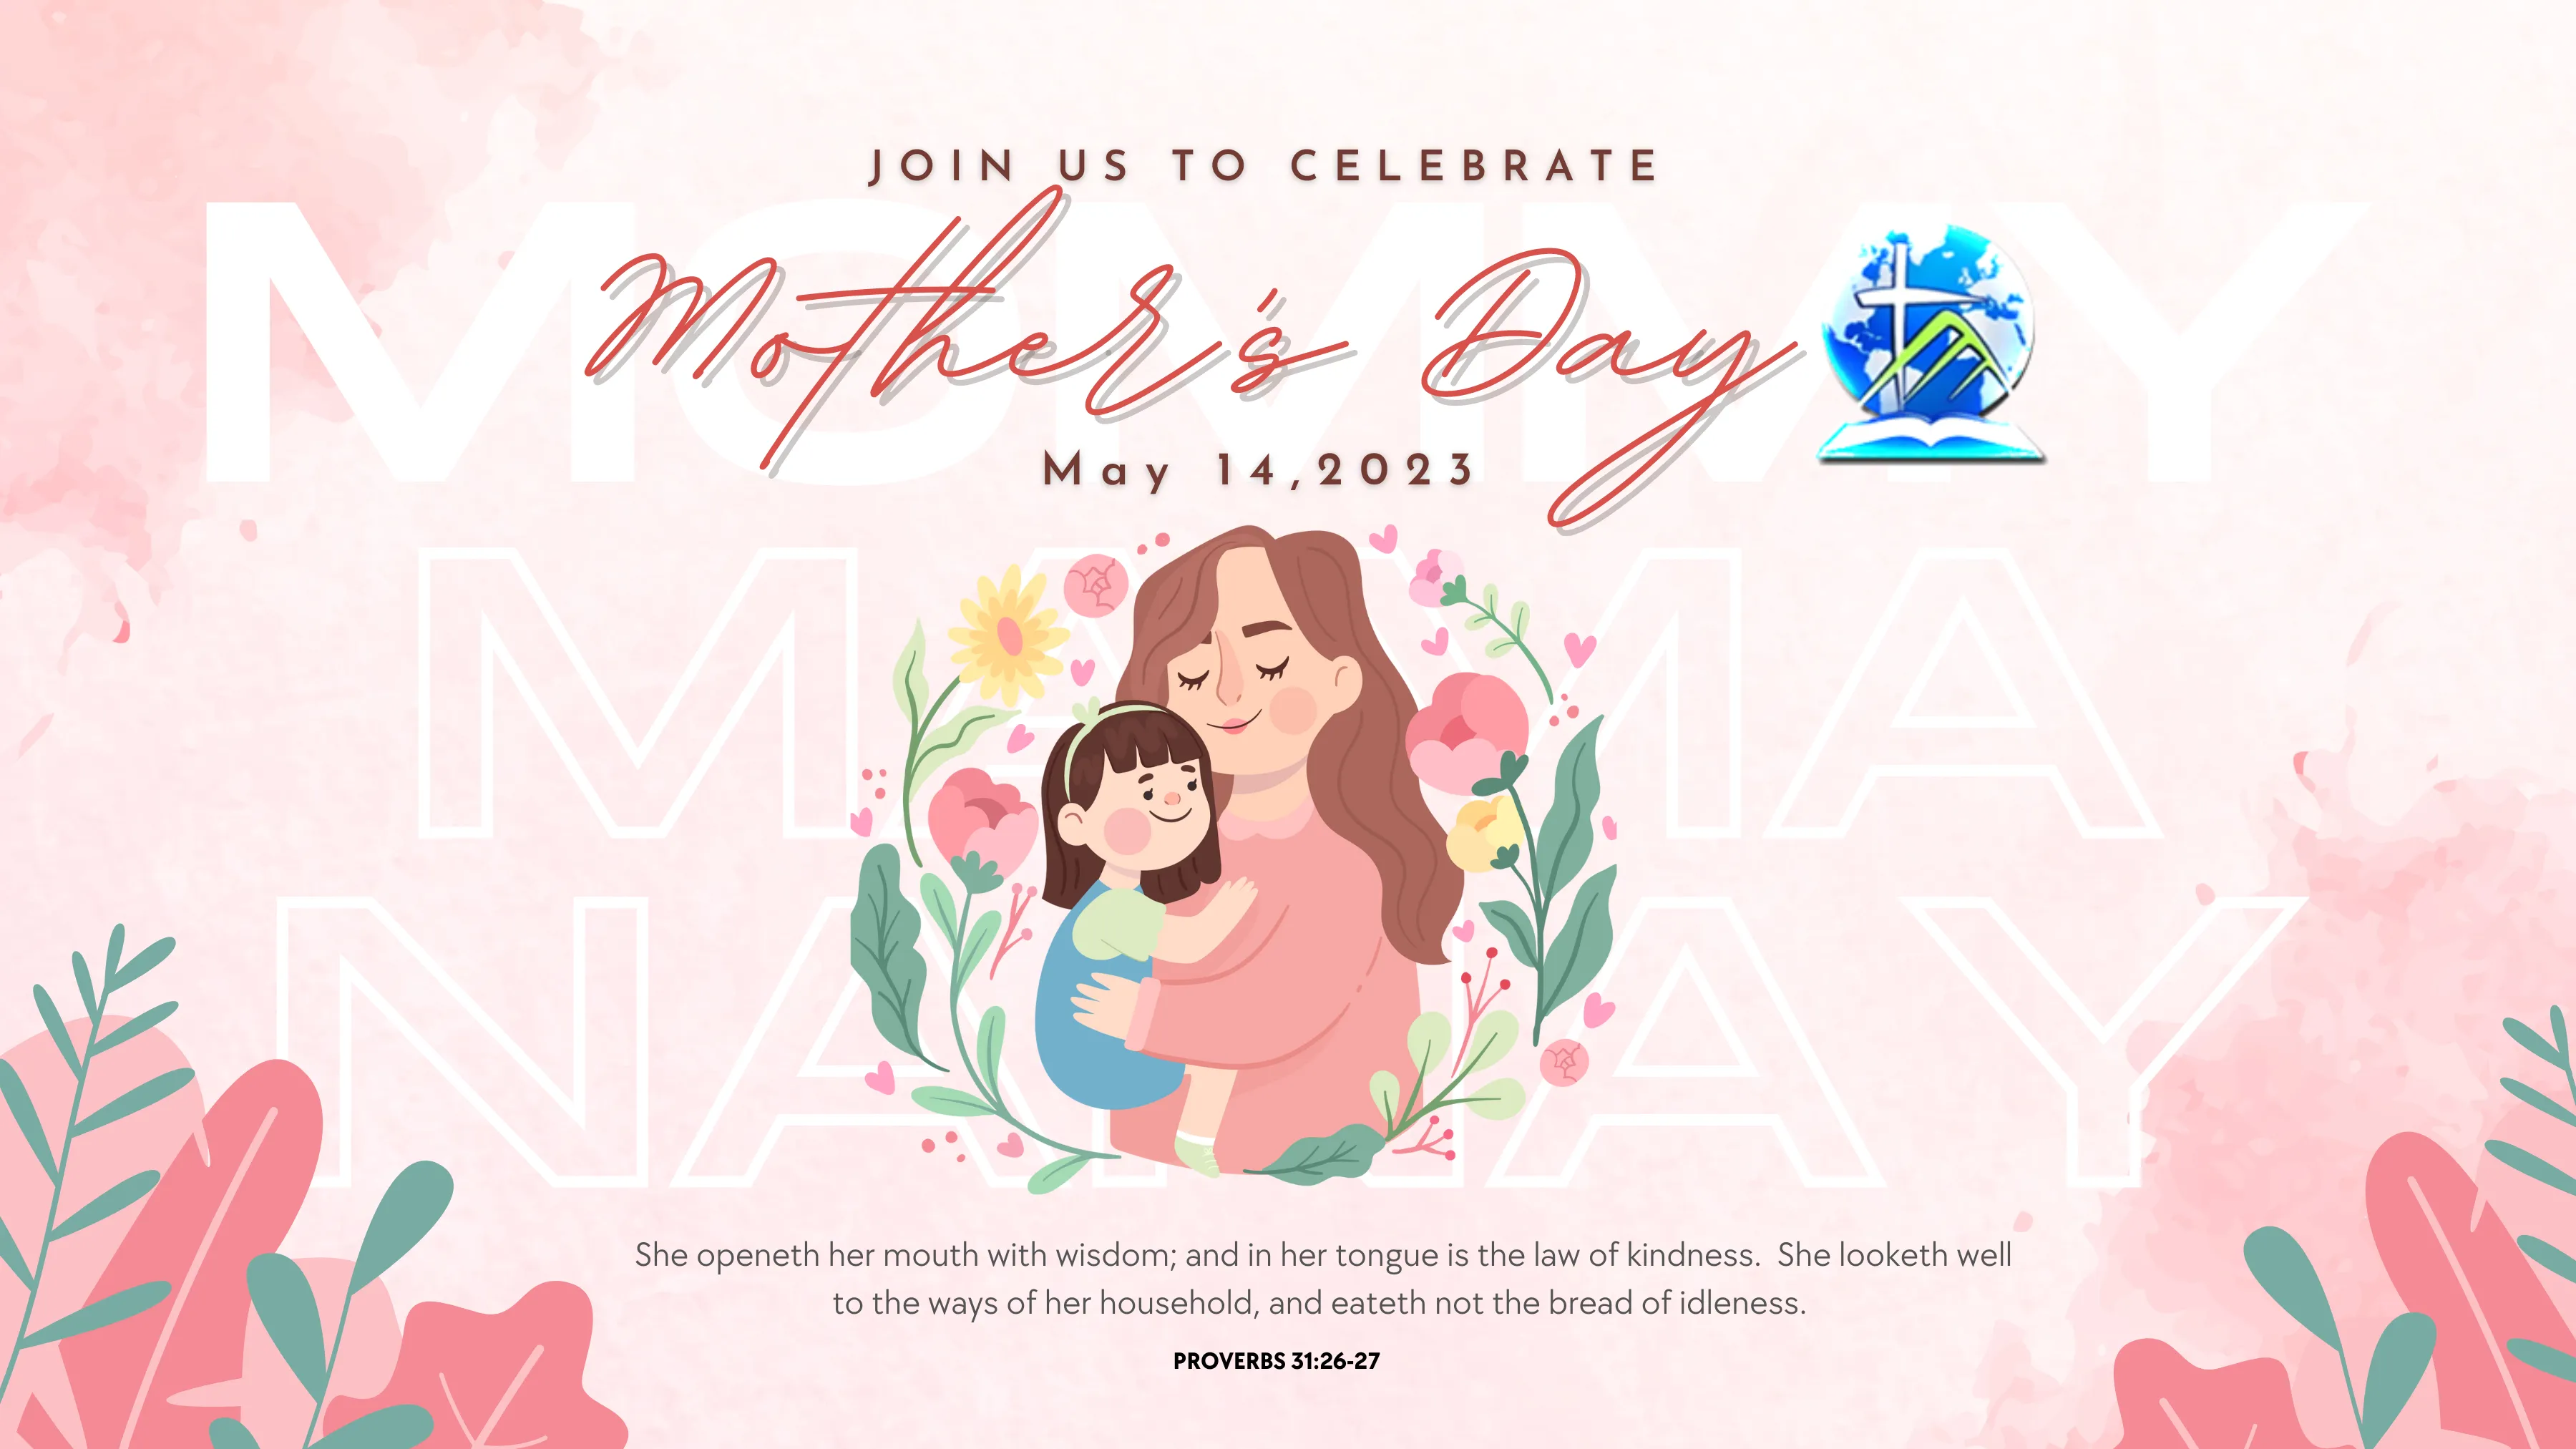 JOIN US TO CELEBRATE
MOMMY
Mother's Day
May 14,2023
MAMA
NANAY
She openeth her mouth with wisdom; and in her tongue is the law of kindness.  She looketh well
to the ways of her household, and eateth not the bread of idleness.
PROVERBS 31:26-27